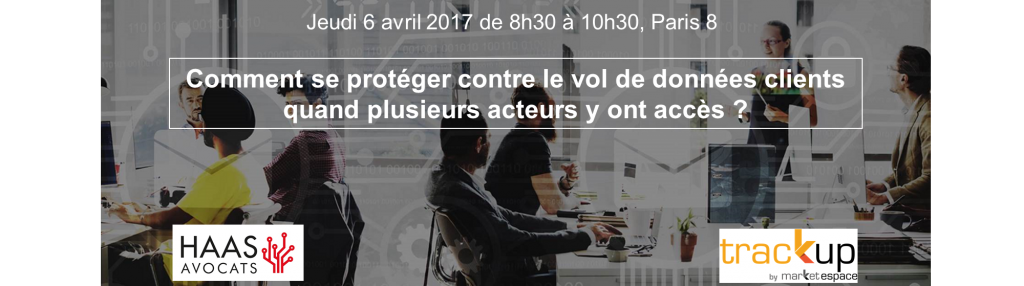 Jeudi 6 avril 2017 de 8h30 à 10h30, Paris 8
Comment se protéger contre le vol de données clients
quand plusieurs acteurs y ont accès ?
HAAS
AVOCATS
trackup
by marketespace